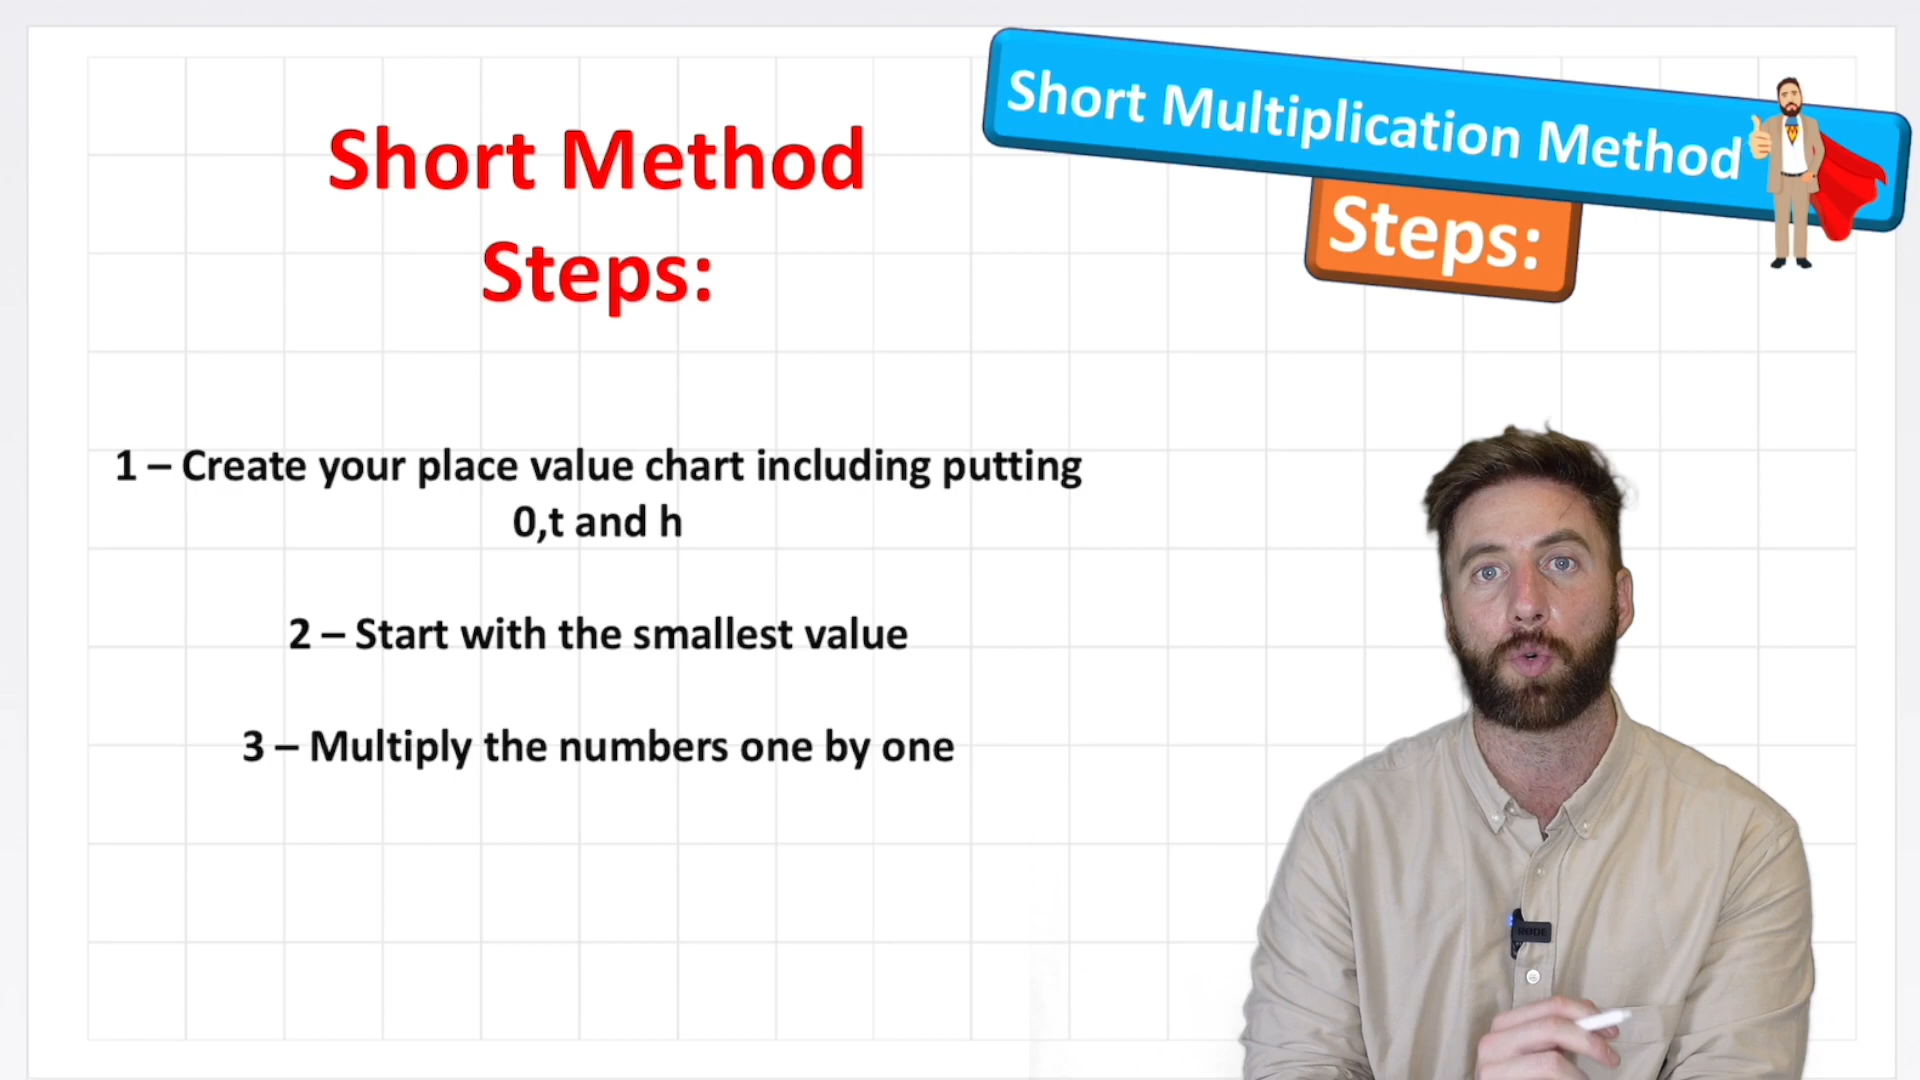 Short Multiplication Method
Steps:
Short Method
Steps:
1 – Create your place value chart including putting
0,t and h
2 – Start with the smallest value
3 – Multiply the numbers one by one
RØDE